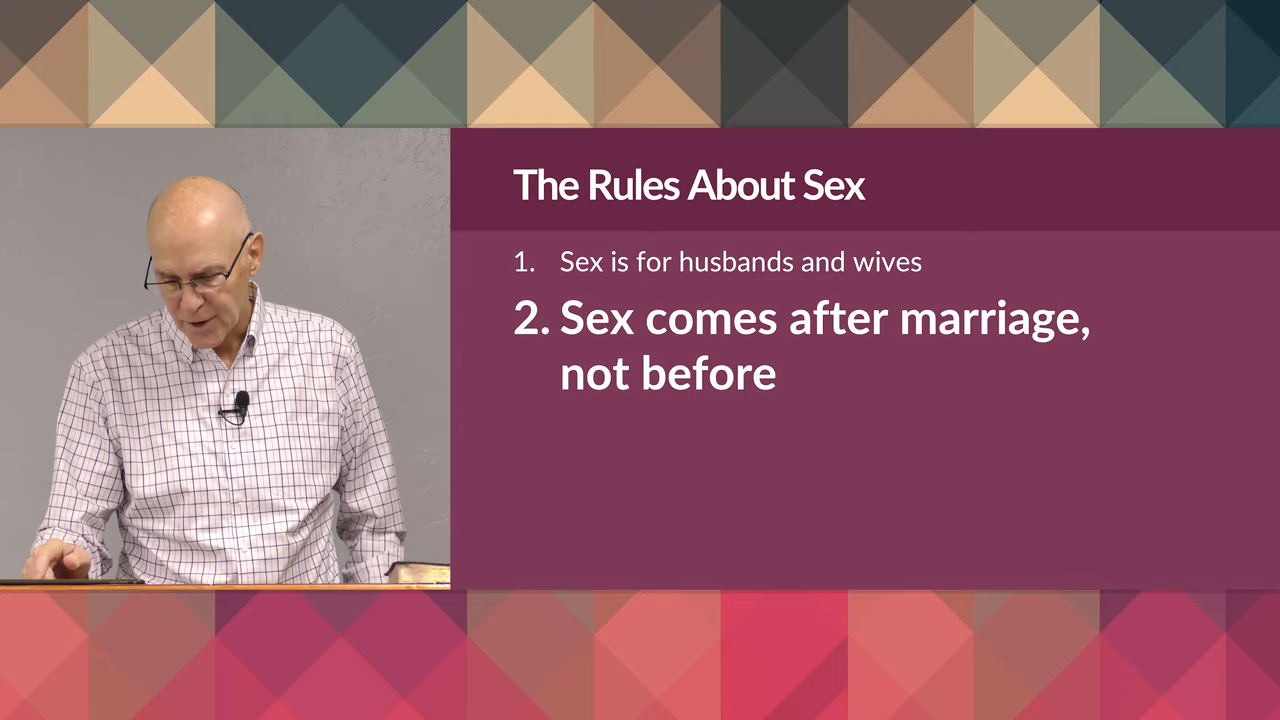 The Rules About Sex
1. Sex is for husbands and wives
2. Sex comes after marriage,
not before